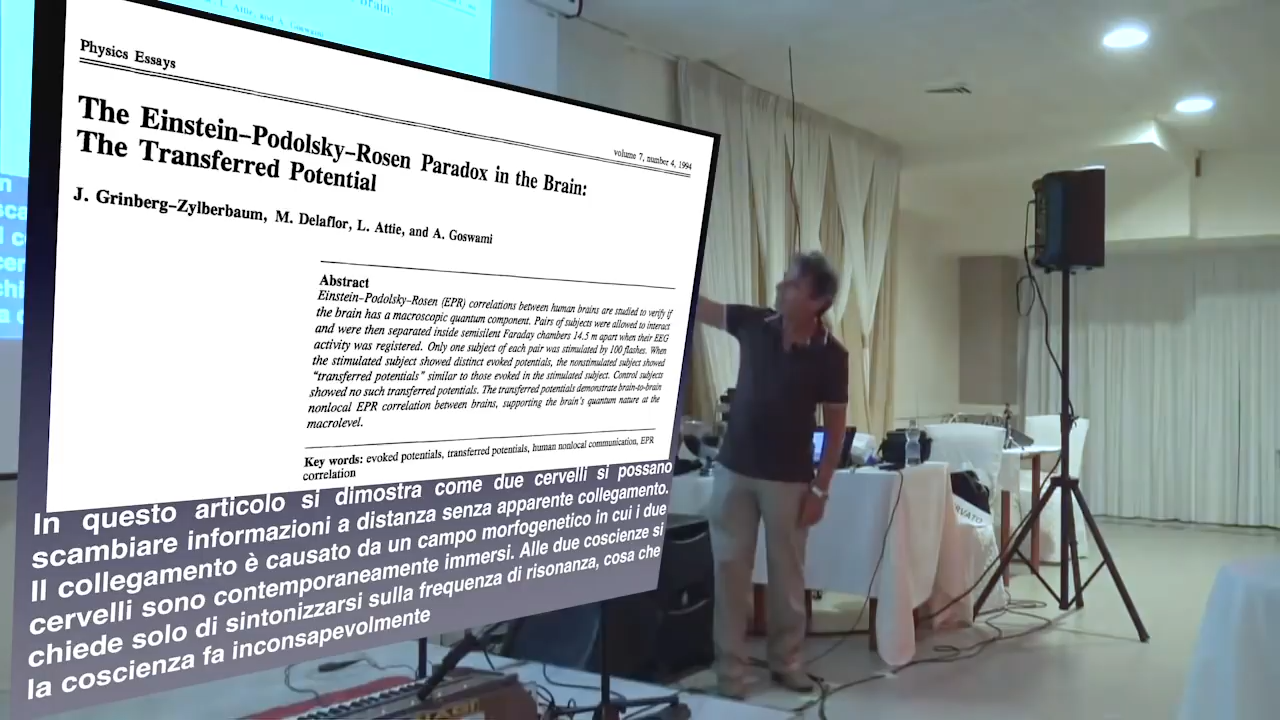 Physics Essays
volume 7, number 4, 1994
The Einstein–Podolsky–Rosen Paradox in the Brain:
The Transferred Potential
J. Grinberg–Zylberbaum, M. Delaflor, L. Attie, and A. Goswami
Abstract
Einstein–Podolsky–Rosen (EPR) correlations between human brains are studied to verify if
the brain has a macroscopic quantum component. Pairs of subjects were allowed to interact
and were then separated inside semisilent Faraday chambers 14.5 m apart when their EEG
activity was registered. Only one subject of each pair was stimulated by 100 flashes. When
the stimulated subject showed distinct evoked potentials, the nonstimulated subject showed
“transferred potentials” similar to those evoked in the stimulated subject. Control subjects
showed no such transferred potentials. The transferred potentials demonstrate brain-to-brain
nonlocal EPR correlation between brains, supporting the brain's quantum nature at the
macrolevel.
Key words: evoked potentials, transferred potentials, human nonlocal communication, EPR
correlation
In questo articolo si dimostra come due cervelli si possano
scambiare informazioni a distanza senza apparente collegamento.
Il collegamento è causato da un campo morfogenetico in cui i due
cervelli sono contemporaneamente immersi. Alle due coscienze si
chiede solo di sintonizzarsi sulla frequenza di risonanza, cosa che
la coscienza fa inconsapevolmente